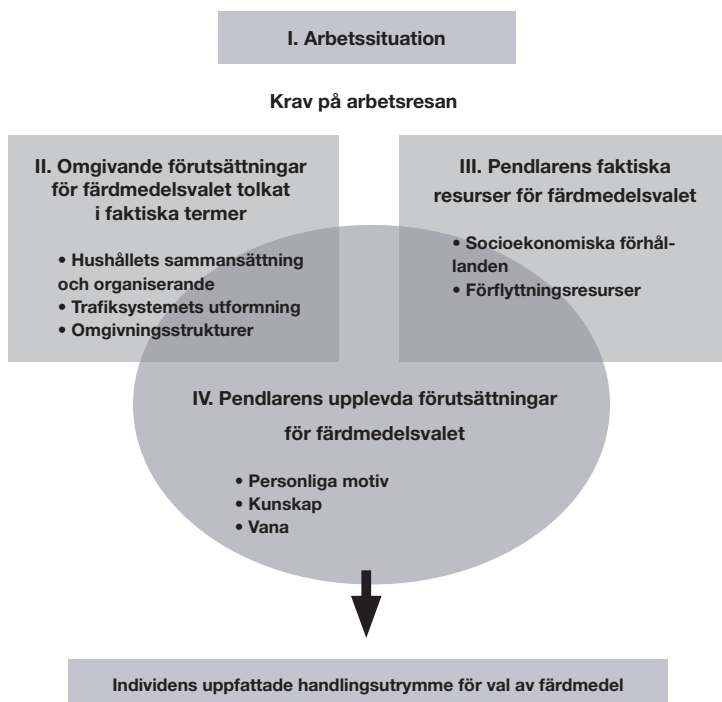 I. Arbetssituation
Krav på arbetsresan
II. Omgivande förutsättningar
för färdmedelsvalet tolkat
i faktiska termer
• Hushållets sammansättning
och organiserande
• Trafiksystemets utformning
• Omgivningsstrukturer
III. Pendlarens faktiska
resurser för färdmedelsvalet
• Socioekonomiska förhål-
landen
• Förflyttningsresurser
IV. Pendlarens upplevda förutsättningar
för färdmedelsvalet
• Personliga motiv
• Kunskap
• Vana
Individens uppfattade handlingsutrymme för val av färdmedel